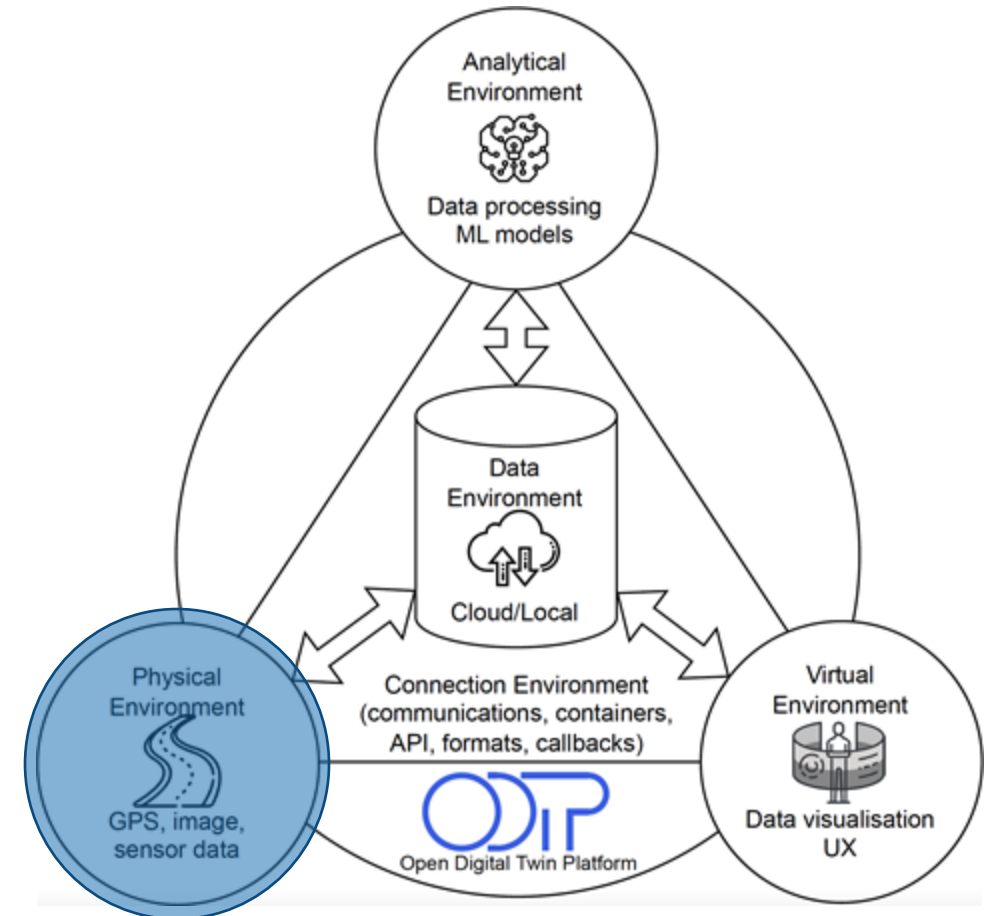 Analytical
Environment
Data processing
ML models
Data
Environment
Cloud/Local
Physical
Environment
GPS, image,
sensor data
Connection Environment
(communications, containers,
API, formats, callbacks)
Virtual
Environment
Data visualisation
UX
ODTP
Open Digital Twin Platform